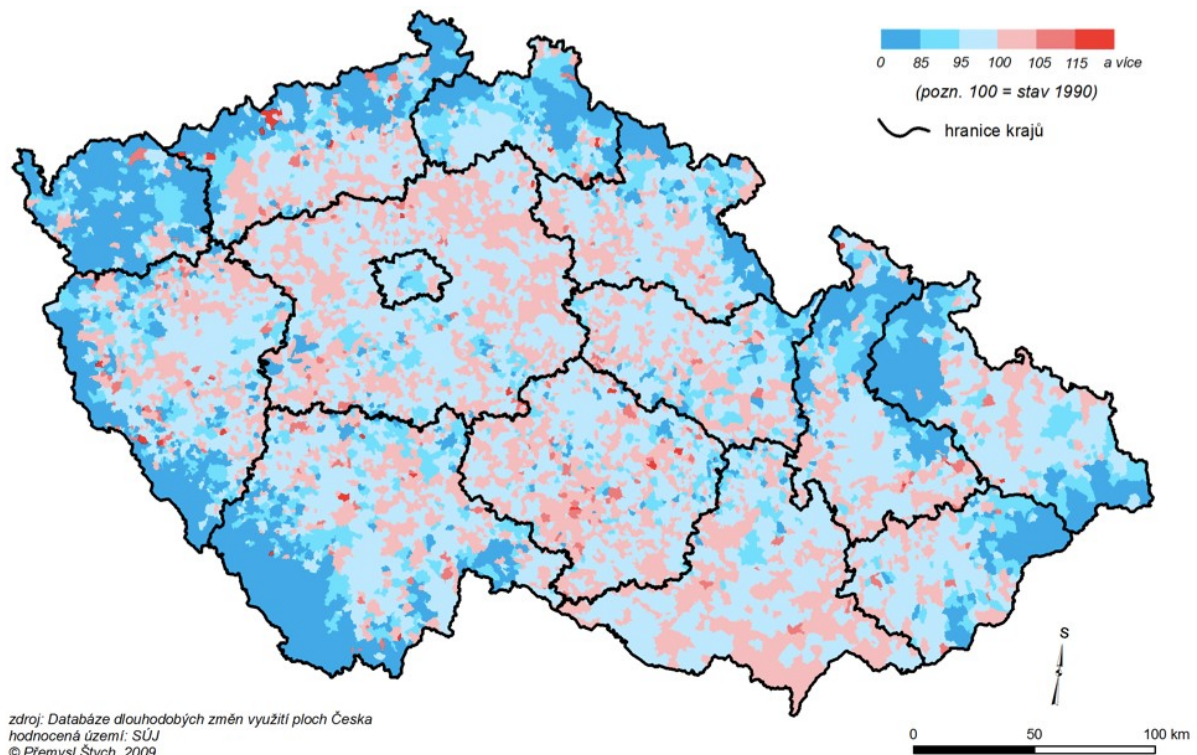 0 85 95 100 105 115 a více
(pozn. 100 = stav 1990)
hranice krajů
S
zdroj: Databáze dlouhodobých změn využití ploch Česka
hodnocená území: SÚJ
© Přemysl Štych, 2009
0 50 100 km